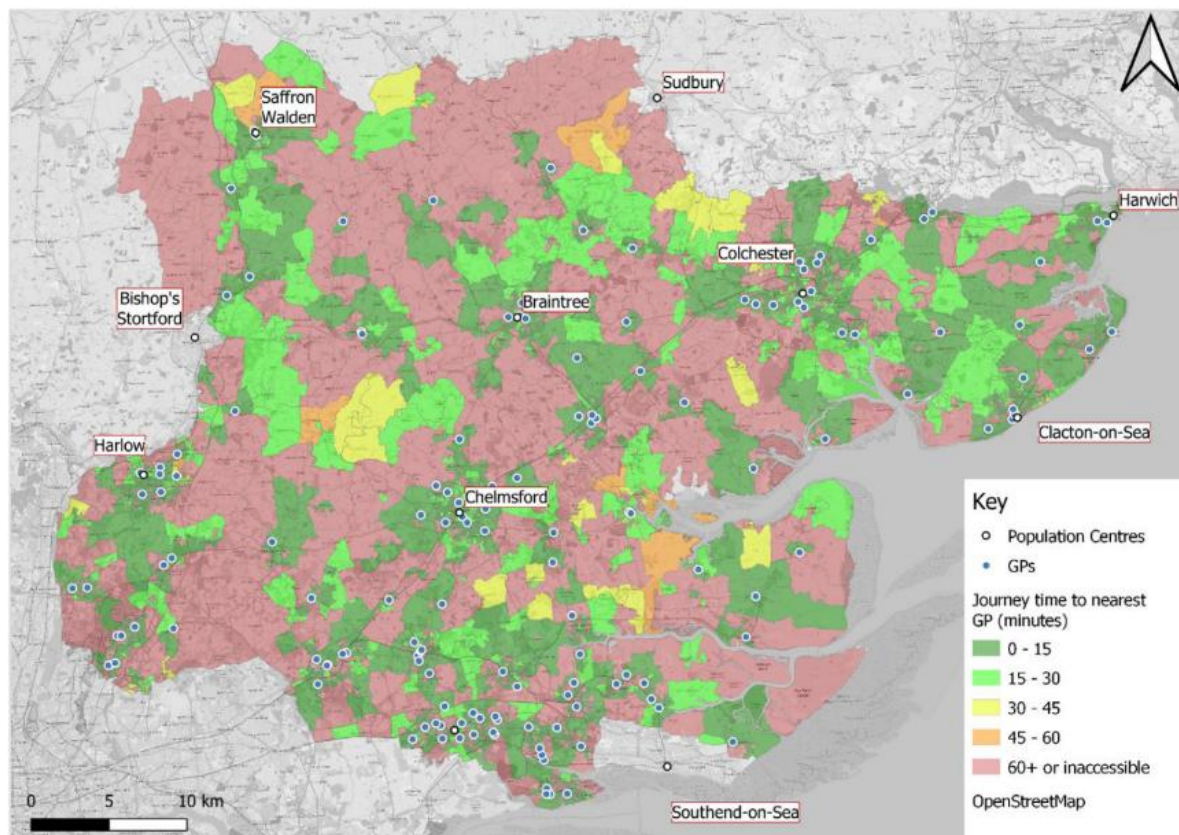 Sudbury
Saffron
Walden
Harwich
Colchester
Bishop's
Stortford
Braintree
Harlow
Clacton-on-Sea
Chelmsford
Key
Population Centres
GPs
Journey time to nearest
GP (minutes)
0 - 15
15 - 30
30 - 45
45 - 60
60+ or inaccessible
OpenStreetMap
0 5 10 km
Southend-on-Sea